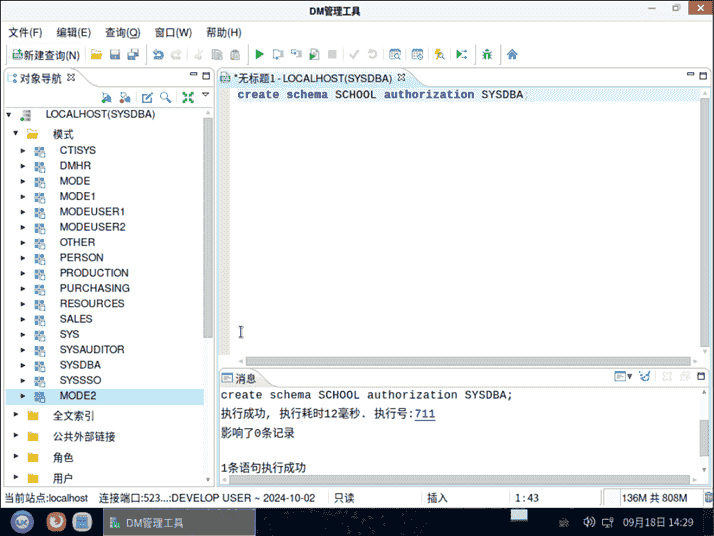 DM管理工具
文件(F) 编辑(E) 查询(Q) 窗口(W) 帮助(H)
新建查询(N)
对象导航
*无标题1 - LOCALHOST(SYSDBA)
LOCALHOST(SYSDBA)
模式
CTISYS
DMHR
MODE
MODE1
MODEUSER1
MODEUSER2
OTHER
PERSON
PRODUCTION
PURCHASING
RESOURCES
SALES
SYS
SYSAUDITOR
SYSDBA
SYSSSO
MODE2
全文索引
公共外部链接
角色
用户
create schema SCHOOL authorization SYSDBA;
消息
create schema SCHOOL authorization SYSDBA;
执行成功, 执行耗时12毫秒. 执行号:711
影响了0条记录
1条语句执行成功
当前站点:localhost 连接端口:523...:DEVELOP USER ~ 2024-10-02 只读 插入 1:43 136M 共 808M
DM管理工具 09月18日 14:29